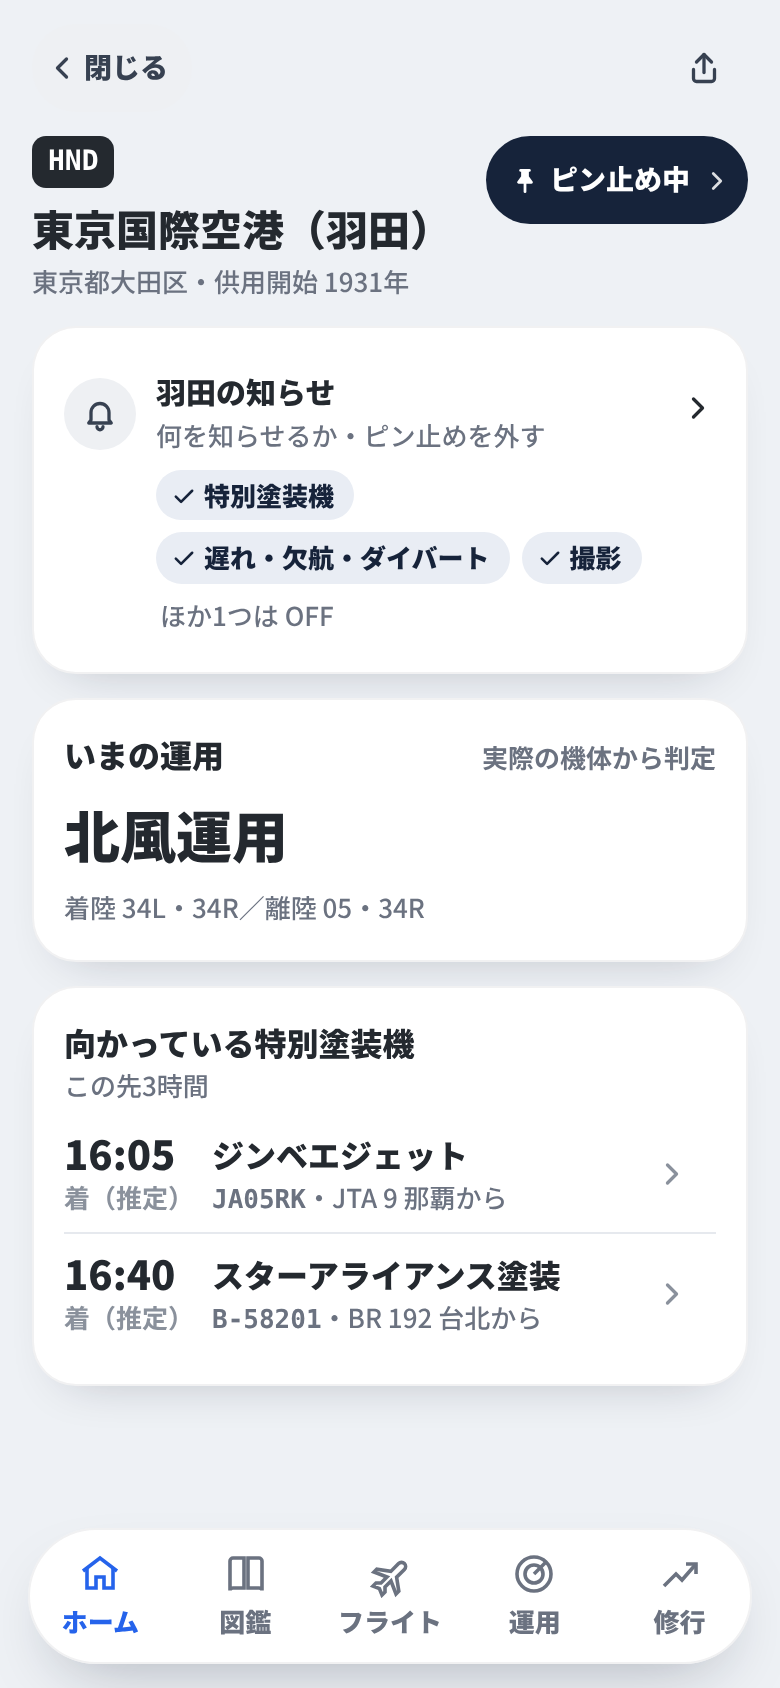 閉じる
HND
ピン止め中
東京国際空港（羽田）
東京都大田区・供用開始 1931年
羽田の知らせ
何を知らせるか・ピン止めを外す
特別塗装機
遅れ・欠航・ダイバート 撮影
ほか1つは OFF
いまの運用 実際の機体から判定
北風運用
着陸 34L・34R／離陸 05・34R
向かっている特別塗装機
この先3時間
16:05 ジンベエジェット
着（推定） JA05RK・JTA 9 那覇から
16:40 スターアライアンス塗装
着（推定） B-58201・BR 192 台北から
ホーム 図鑑 フライト 運用 修行